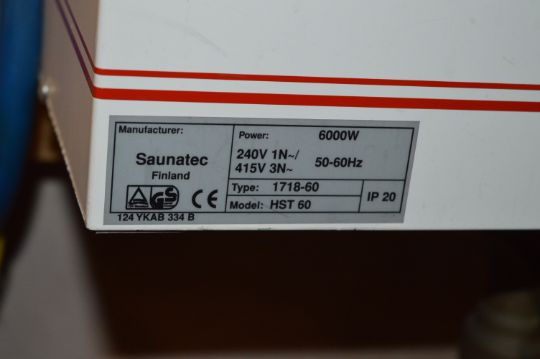 Manufacturer:
Saunatec
Finland
GS
CE
124 YKAB 334 B
Power: 6000W
240V 1N~/
415V 3N~
50-60Hz
Type: 1718-60
Model: HST 60
IP 20